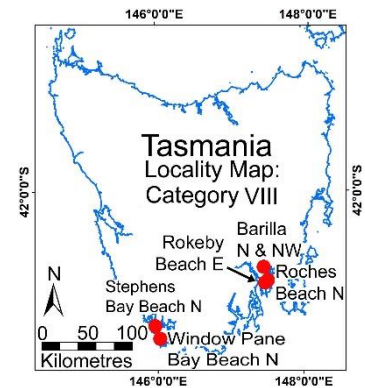 146°0'0"E 148°0'0"E
Tasmania
Locality Map:
Category VIII
42°0'0"S 42°0'0"S
Barilla
N & NW
Rokeby
Beach E
Roches
Beach N
N
Stephens
Bay Beach N
0 50 100
Kilometres
Window Pane
Bay Beach N
146°0'0"E 148°0'0"E